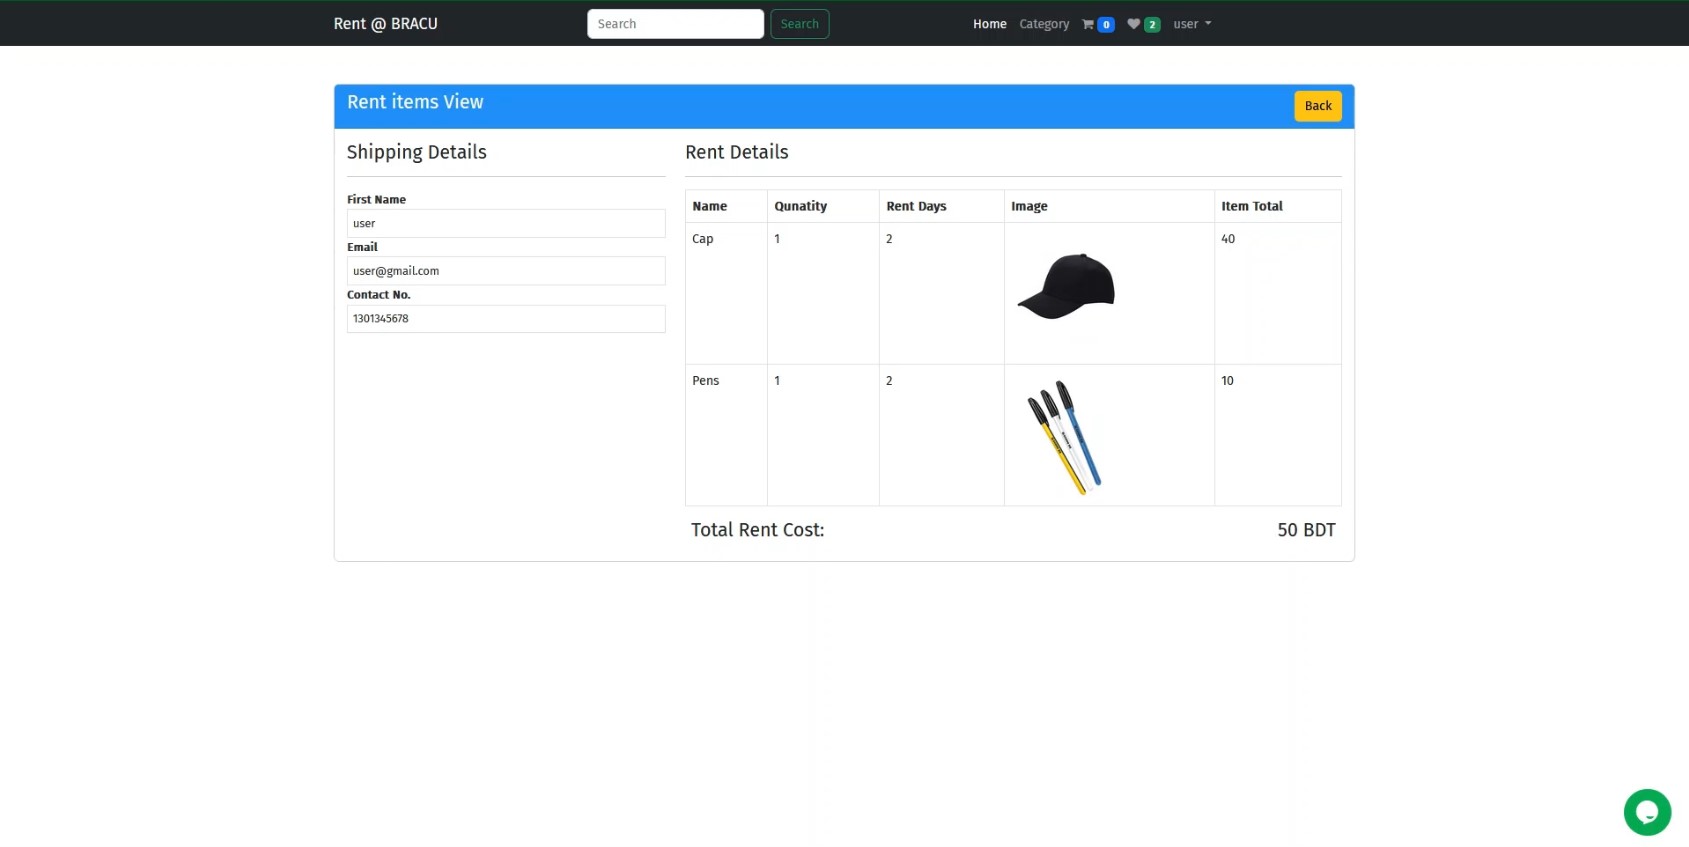 Rent @ BRACU
Search
Search
Home
Category
0
2
user
Rent items View
Back
Shipping Details
First Name
user
Email
user@gmail.com
Contact No.
1301345678
Rent Details
Name Qunatity Rent Days Image Item Total
Cap 1 2 40
Pens 1 2 10
Total Rent Cost: 50 BDT